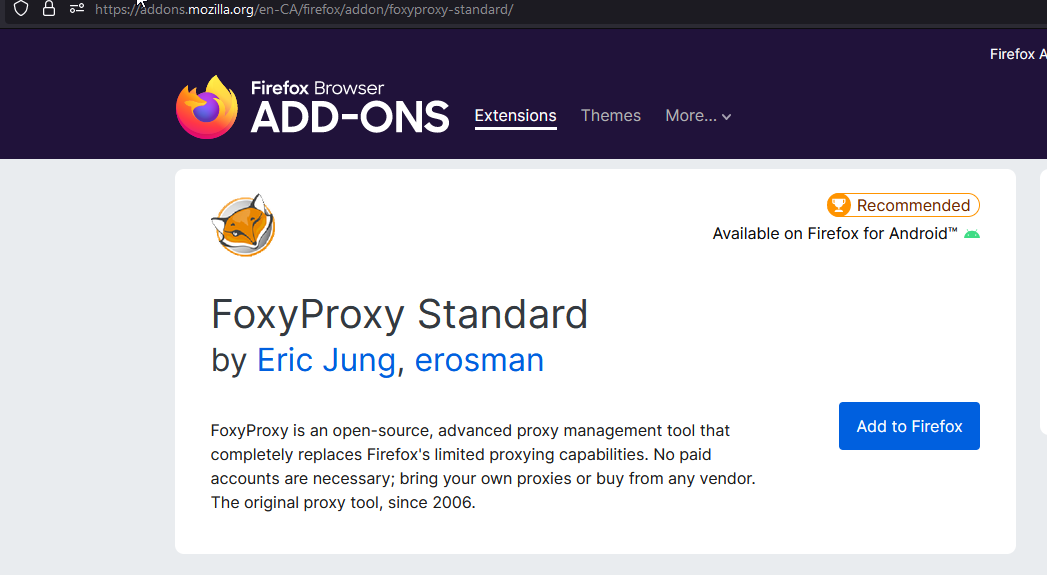 https://addons.mozilla.org/en-CA/firefox/addon/foxyproxy-standard/
Firefox A
Firefox Browser
ADD-ONS
Extensions
Themes
More...
Recommended
Available on Firefox for Android™
FoxyProxy Standard
by Eric Jung, erosman
FoxyProxy is an open-source, advanced proxy management tool that
completely replaces Firefox's limited proxying capabilities. No paid
accounts are necessary; bring your own proxies or buy from any vendor.
The original proxy tool, since 2006.
Add to Firefox